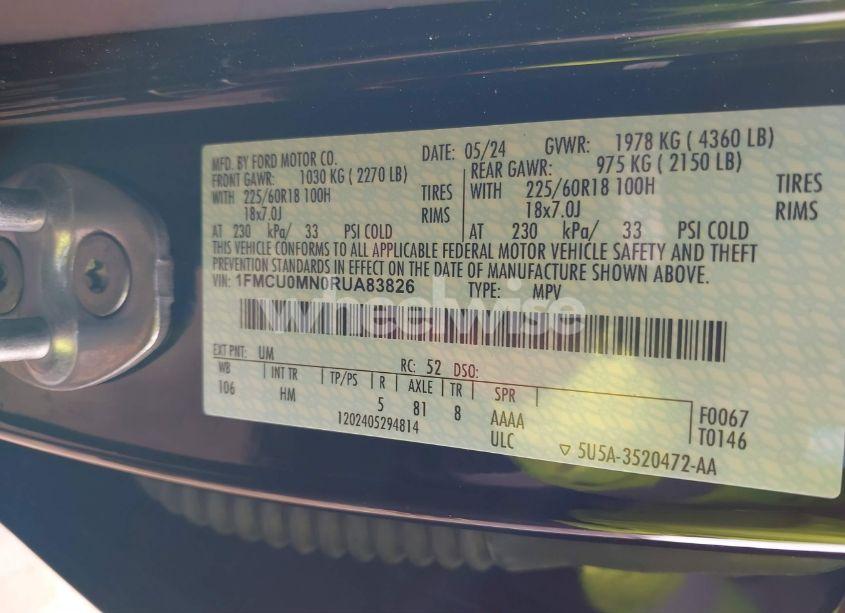 MFD. BY FORD MOTOR CO. DATE: 05/24 GVWR: 1978 KG ( 4360 LB)
FRONT GAWR: 1030 KG ( 2270 LB) REAR GAWR: 975 KG ( 2150 LB)
WITH 225/60R18 100H TIRES WITH 225/60R18 100H TIRES
18x7.0J RIMS 18x7.0J RIMS
AT 230 kPa/ 33 PSI COLD AT 230 kPa/ 33 PSI COLD
THIS VEHICLE CONFORMS TO ALL APPLICABLE FEDERAL MOTOR VEHICLE SAFETY AND THEFT
PREVENTION STANDARDS IN EFFECT ON THE DATE OF MANUFACTURE SHOWN ABOVE.
VIN: 1FMCU0MN0RUA83826 TYPE: MPV
wheelwise
EXT PNT: UM RC: 52 DSO:
WB INT TR TP/PS R AXLE TR SPR
106 HM 5 81 8 AAAA F0067
1202405294814 ULC T0146
5U5A-3520472-AA